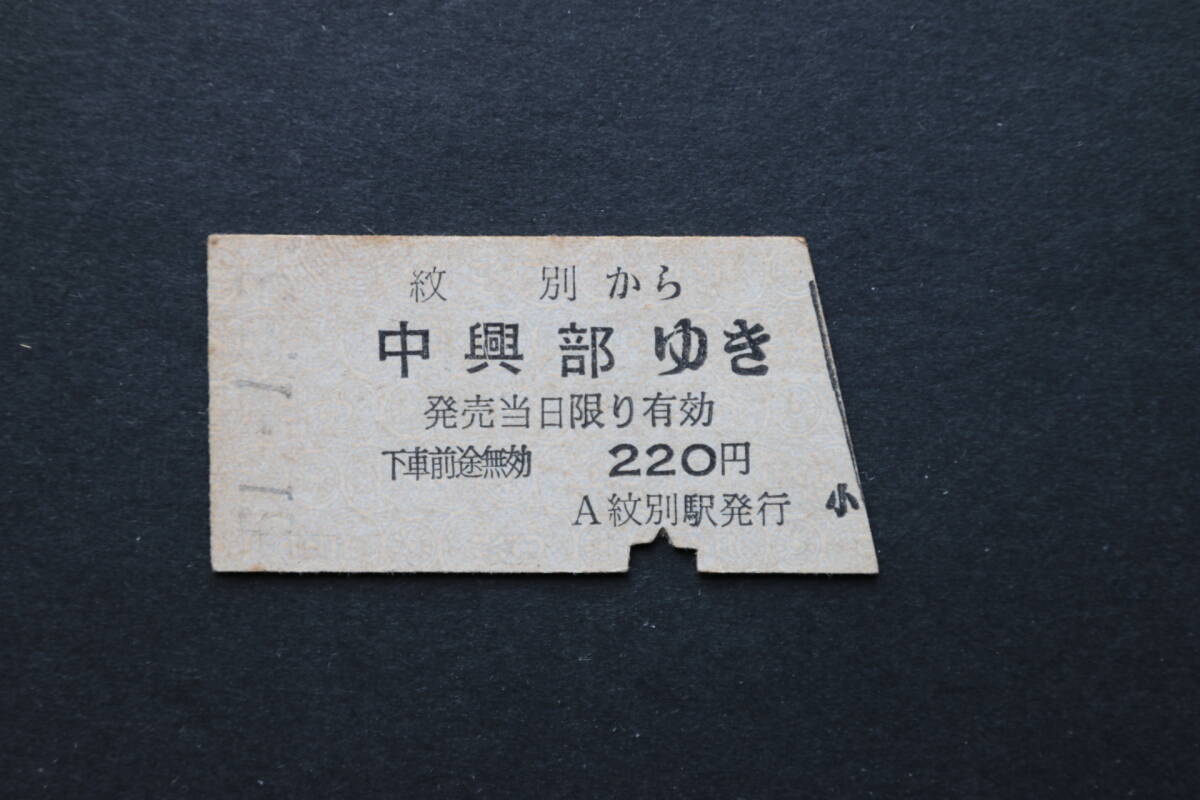 紋別から
中興部ゆき
発売当日限り有効
下車前途無効 220円
A紋別駅発行
小